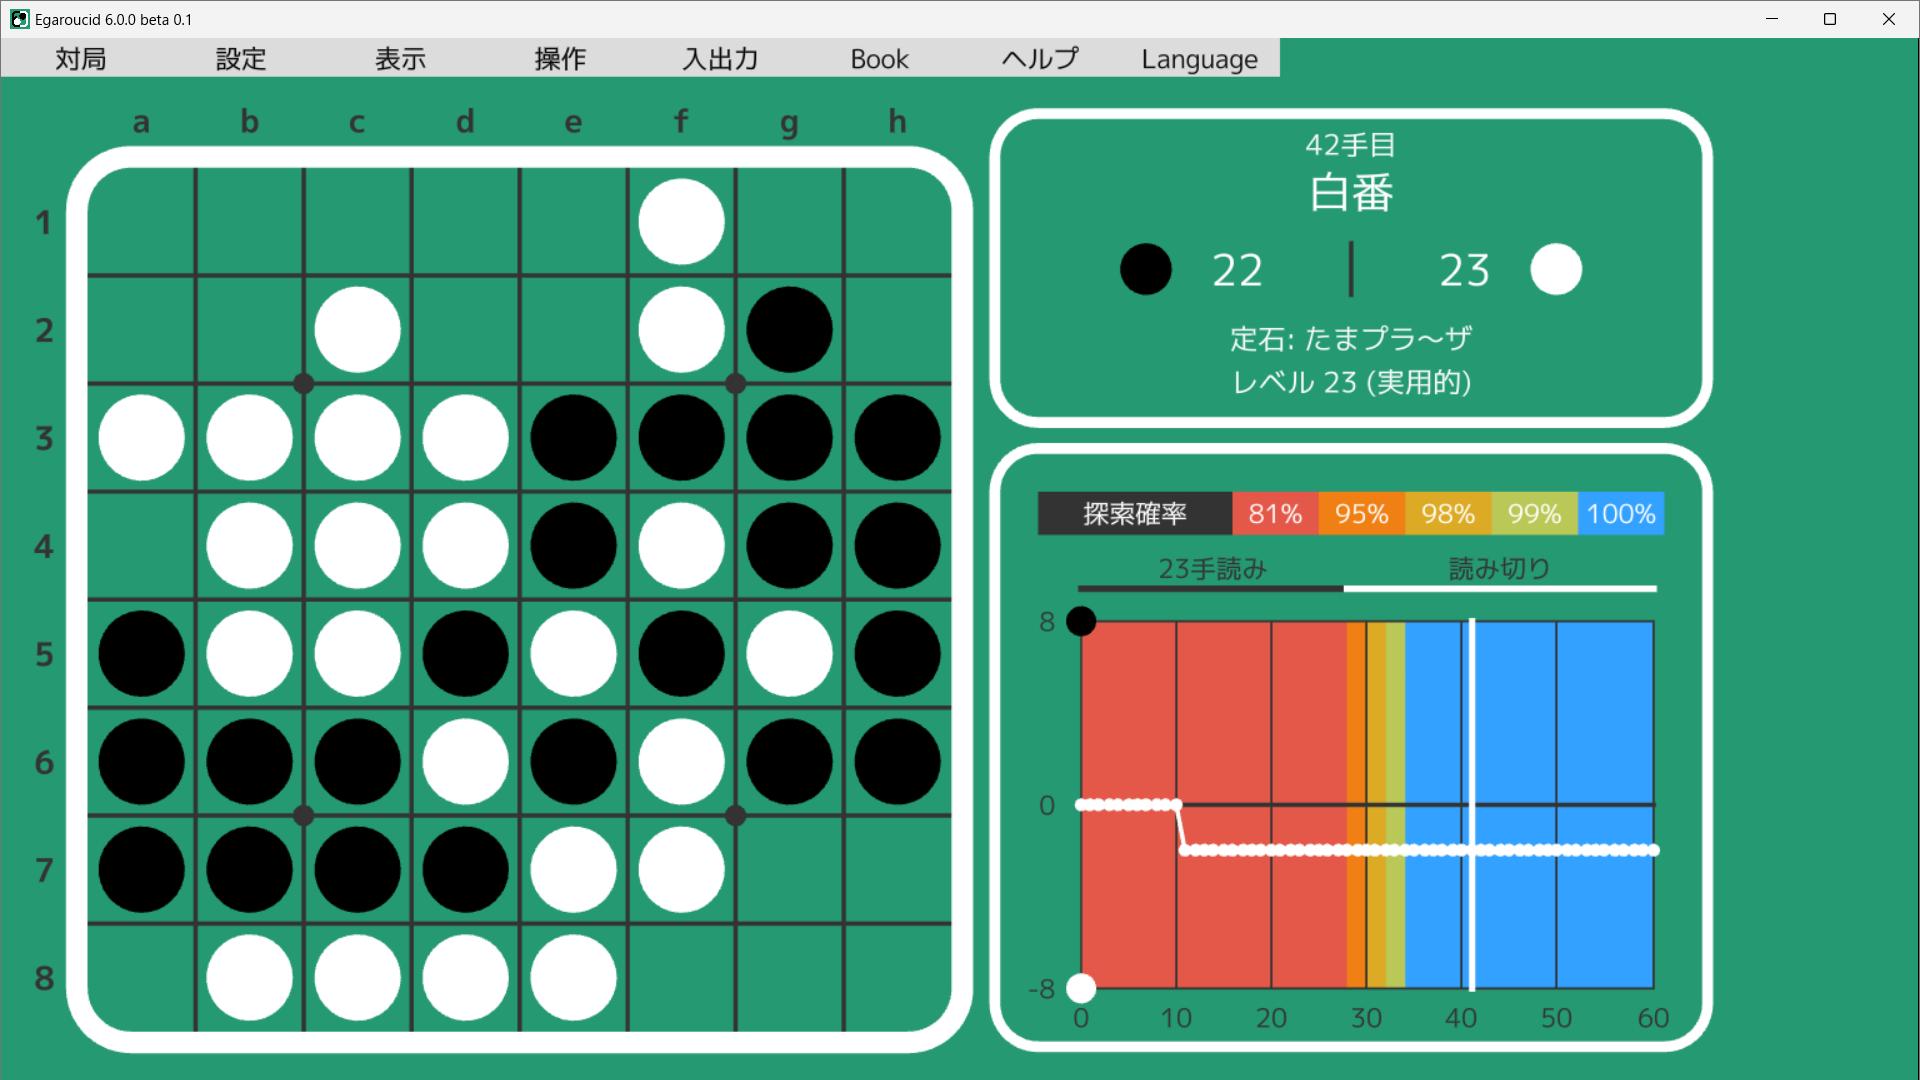 Egaroucid 6.0.0 beta 0.1
対局 設定 表示 操作 入出力 Book ヘルプ Language
a b c d e f g h
1
2
3
4
5
6
7
8
42手目
白番
22 23
定石: たまプラ～ザ
レベル 23 (実用的)
探索確率 81% 95% 98% 99% 100%
23手読み 読み切り
8
0
-8
0 10 20 30 40 50 60